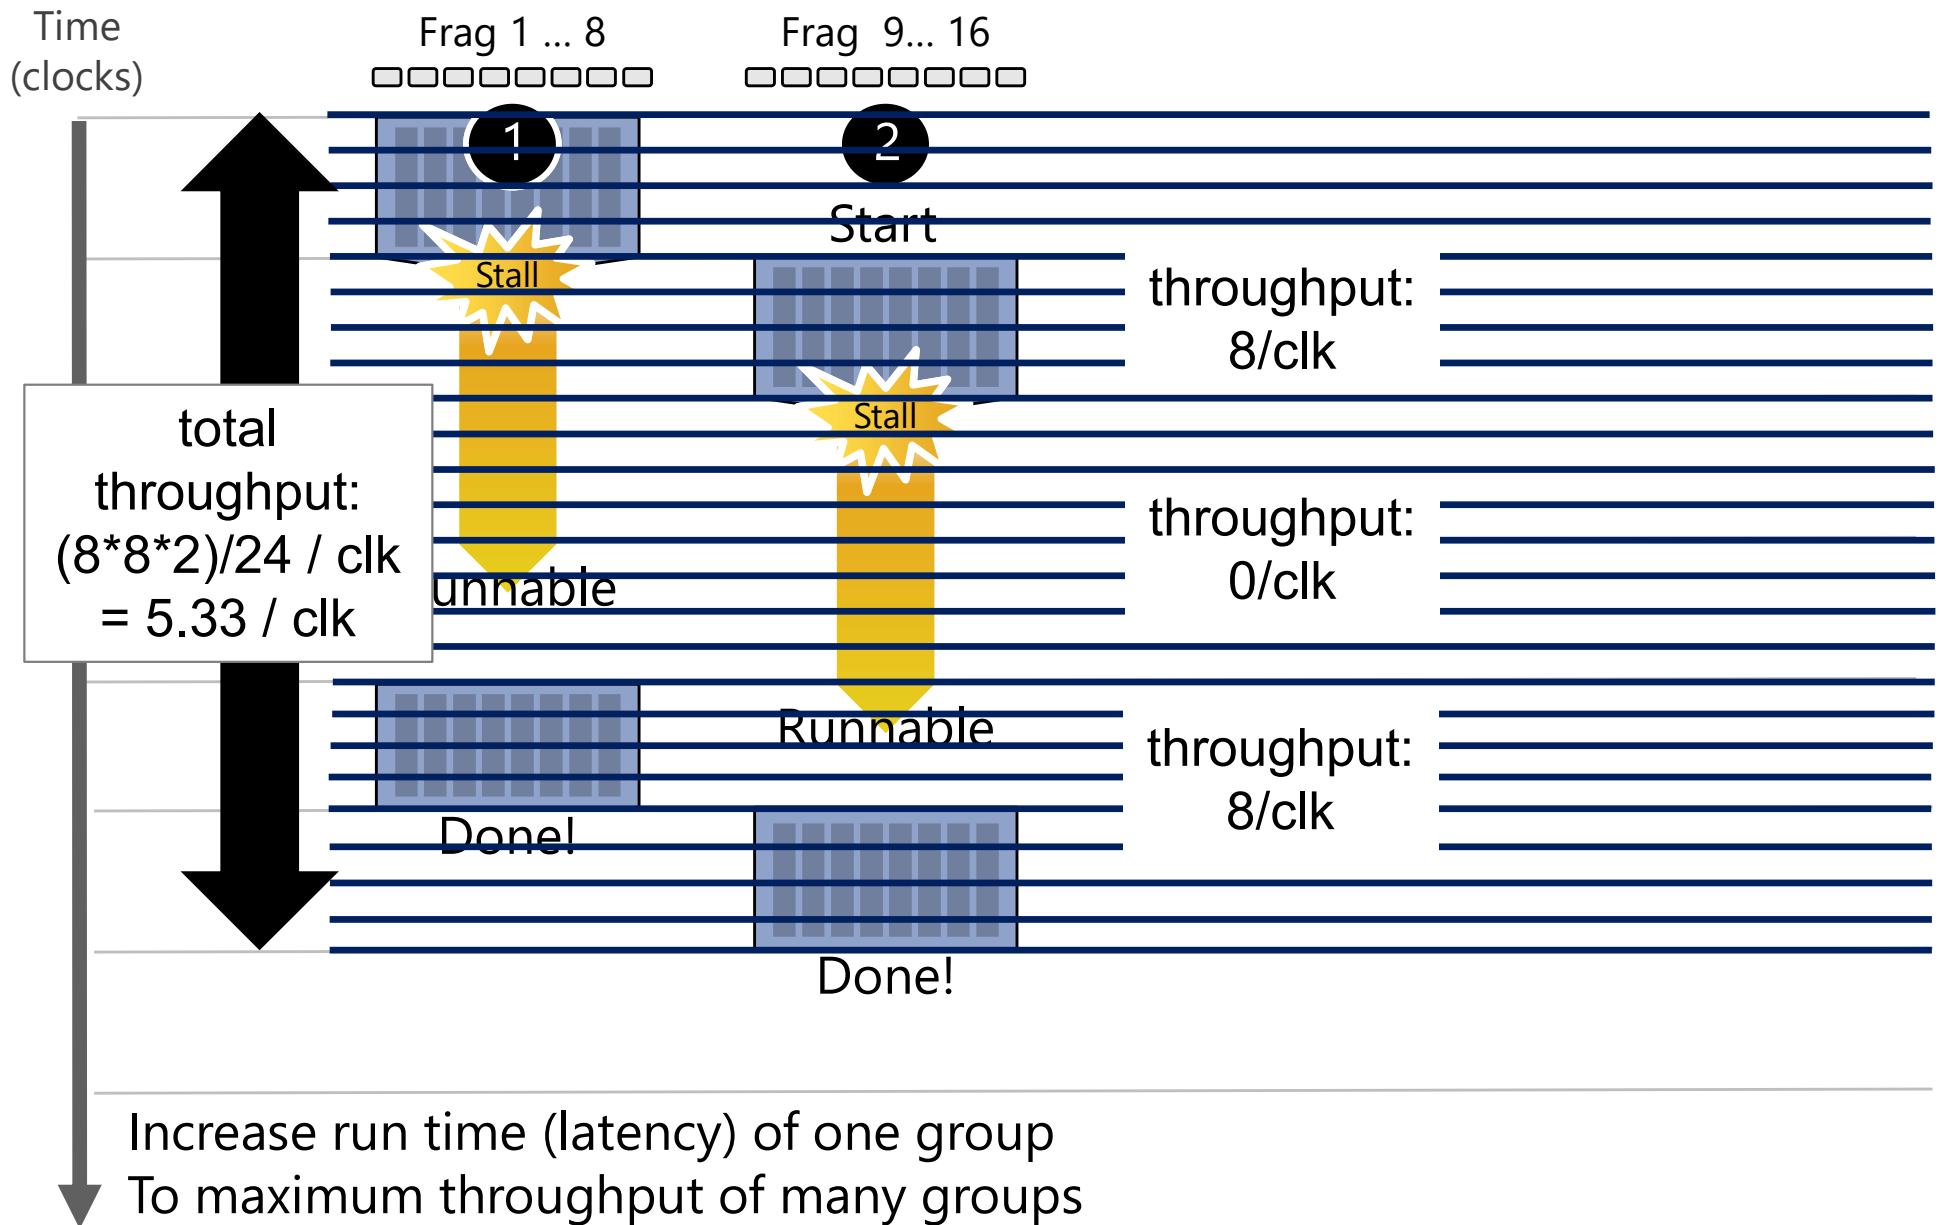 Time
(clocks)
Frag 1 ... 8
Frag 9... 16
1
2
Start
Stall
throughput:
8/clk
Stall
total
throughput:
(8*8*2)/24 / clk
= 5.33 / clk
unnable
throughput:
0/clk
Runnable
throughput:
8/clk
Done!
Done!
Increase run time (latency) of one group
To maximum throughput of many groups